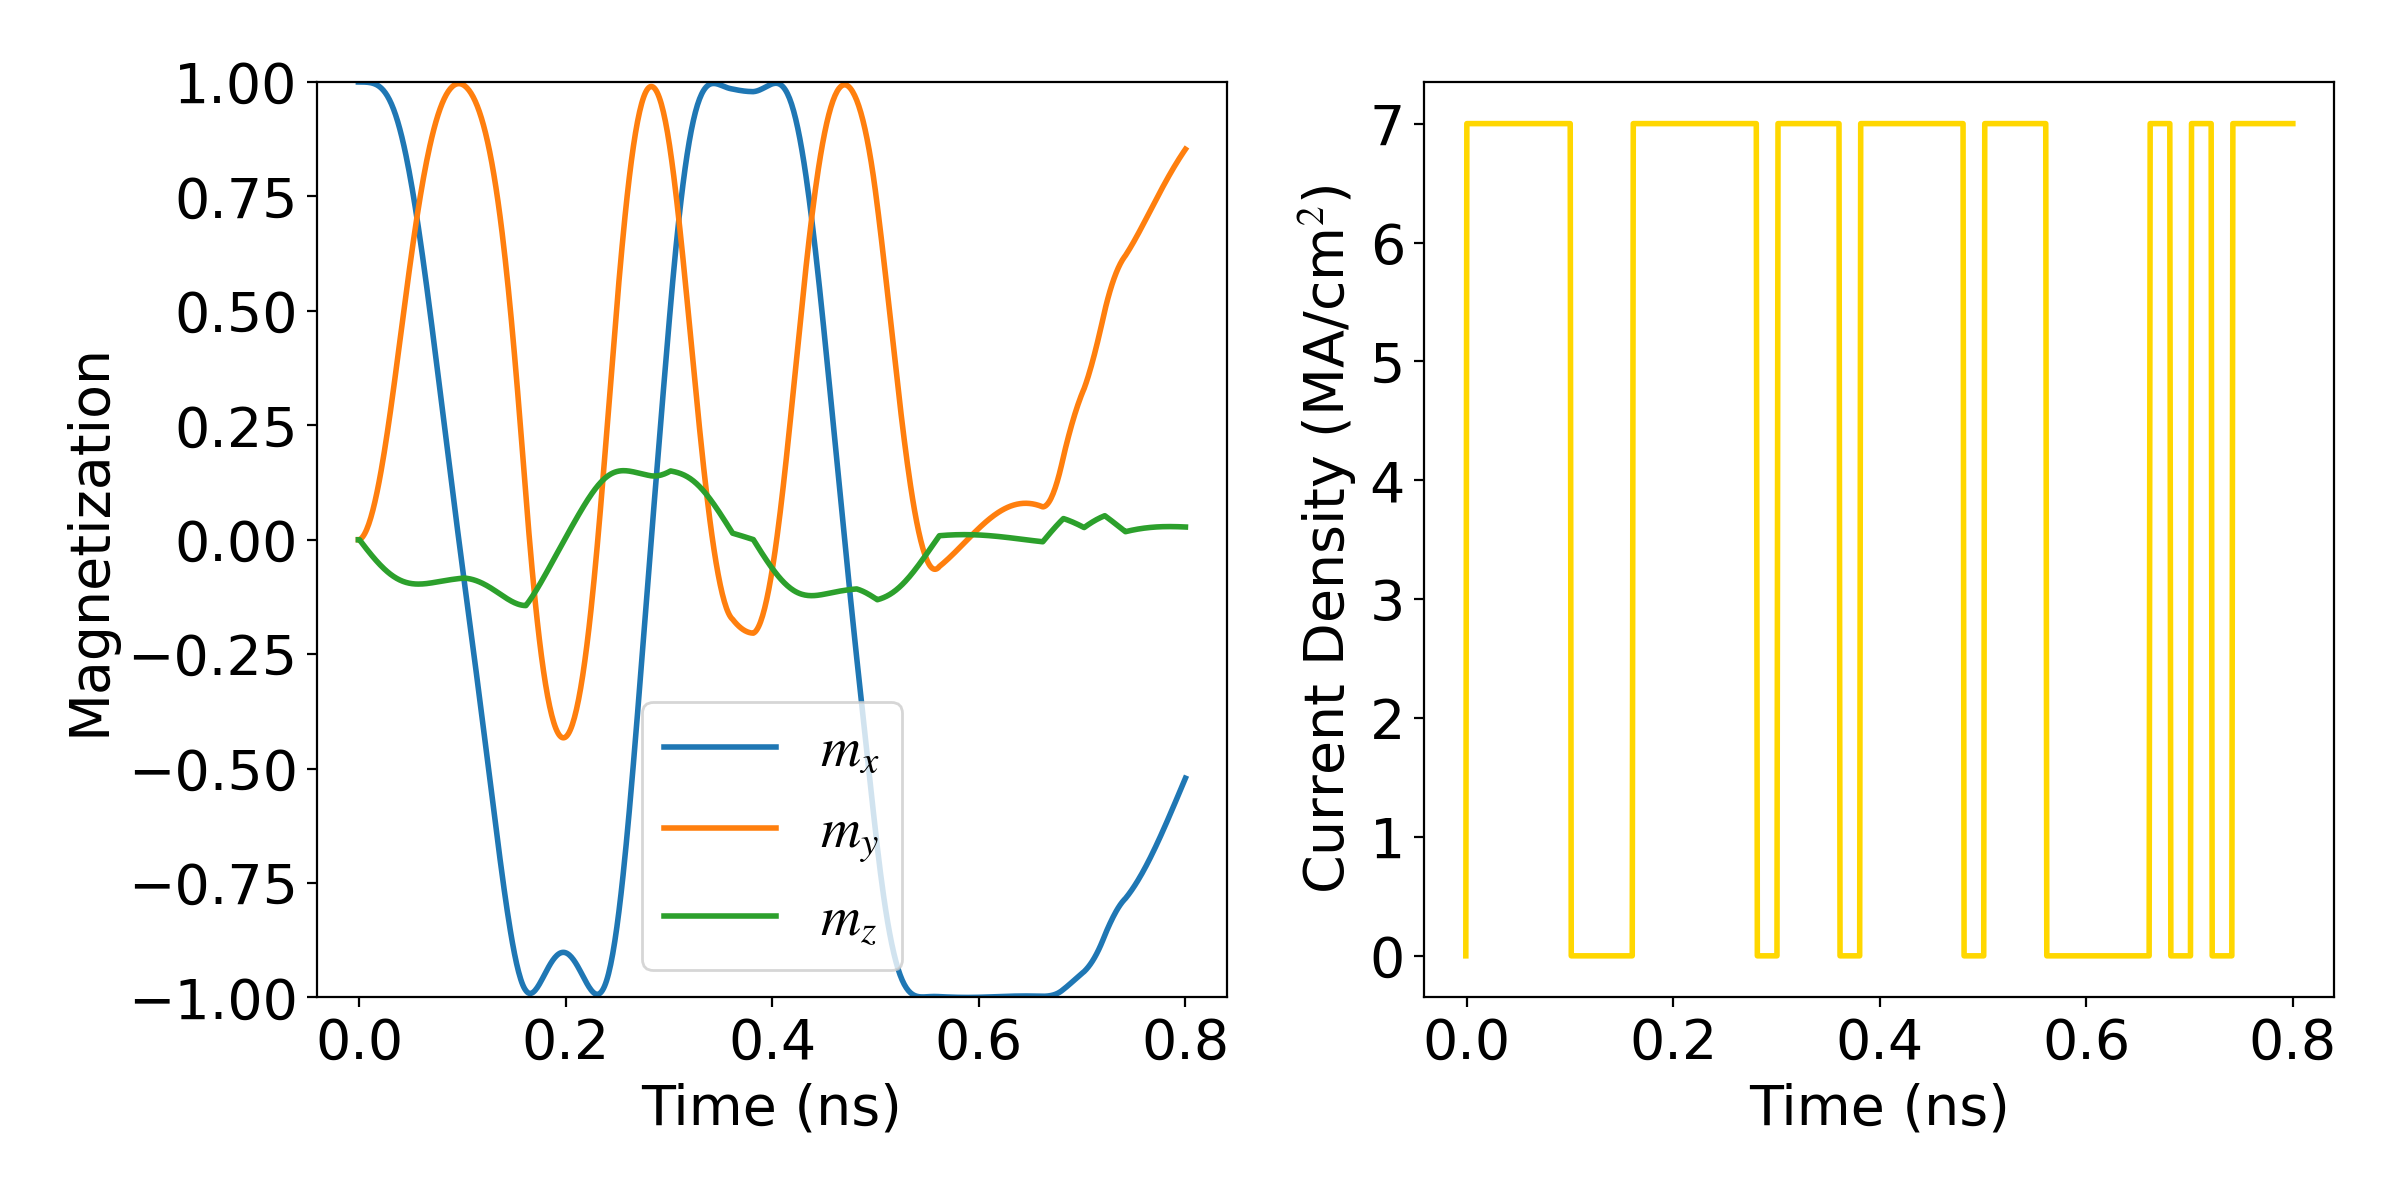 Magnetization
1.00
0.75
0.50
0.25
0.00
−0.25
−0.50
−0.75
−1.00
0.0 0.2 0.4 0.6 0.8
Time (ns)
m_x
m_y
m_z
Current Density (MA/cm²)
7
6
5
4
3
2
1
0
0.0 0.2 0.4 0.6 0.8
Time (ns)